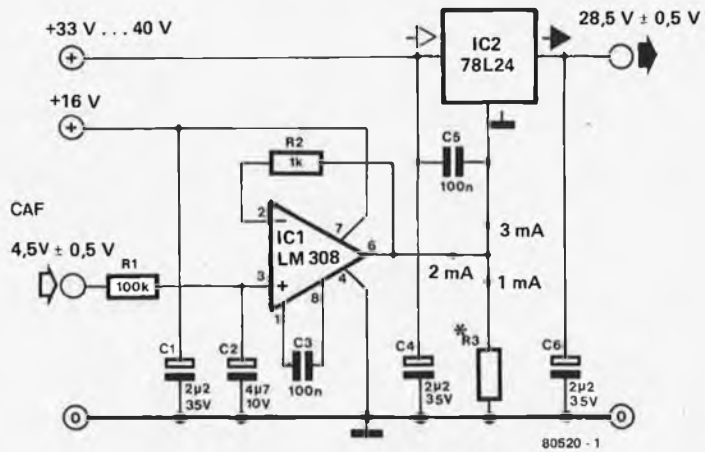 +33 V . . . 40 V
IC2
78L24
28,5 V ± 0,5 V
+
+16 V
+
R2
1k
C5
100n
CAF
4,5V ± 0,5 V
R1
100k
2
−
7
IC1
LM 308
6
3
+
4
8
1
3 mA
2 mA
1 mA
C1
2µ2
35V
C2
4µ7
10V
C3
100n
C4
2µ2
35V
*
R3
C6
2µ2
35V
0
0
80520 - 1